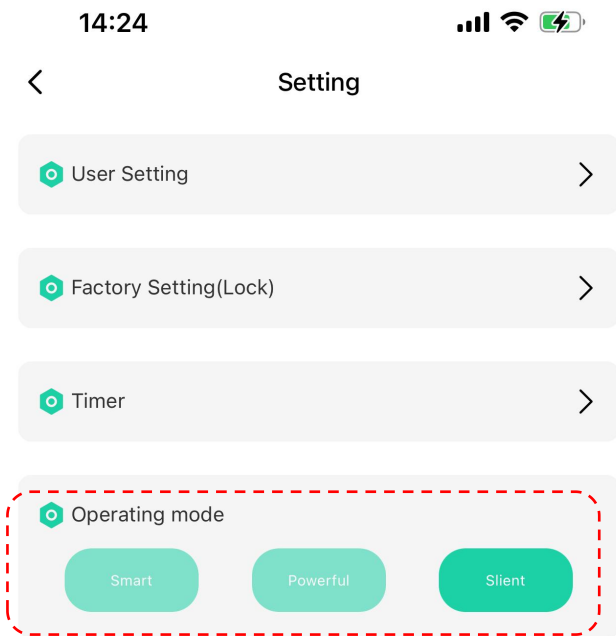 14:24
Setting
User Setting
Factory Setting(Lock)
Timer
Operating mode
Smart Powerful Slient